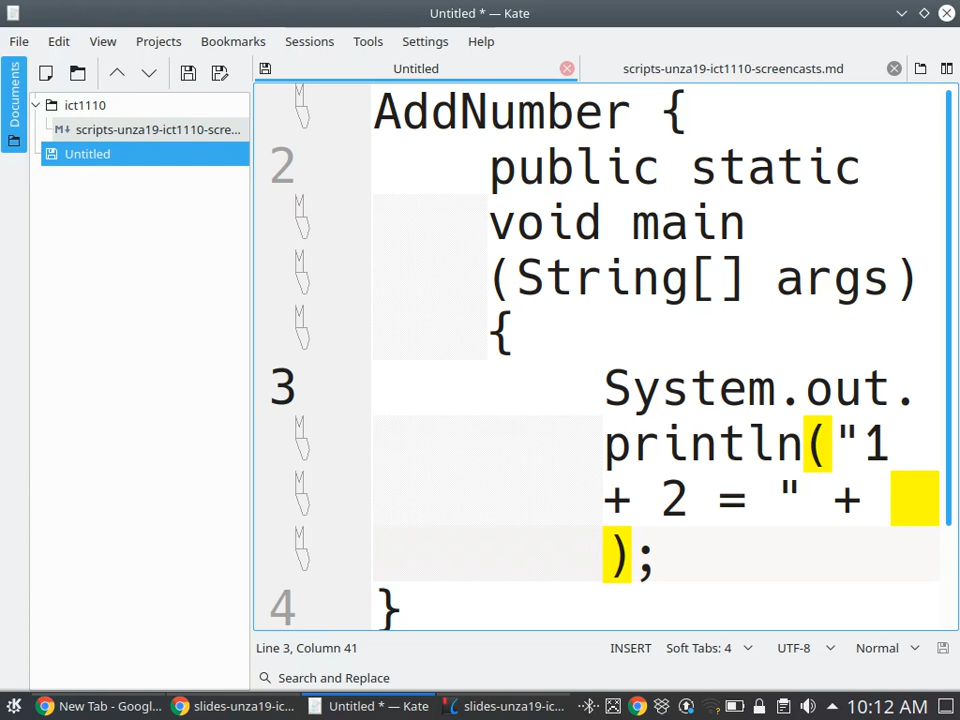 Untitled * — Kate
File Edit View Projects Bookmarks Sessions Tools Settings Help
Documents
Untitled
scripts-unza19-ict1110-screencasts.md
ict1110
scripts-unza19-ict1110-scre...
Untitled
AddNumber {
2 public static
void main
(String[] args)
{
3 System.out.
println("1
+ 2 = " +
);
4 }
Line 3, Column 41
INSERT
Soft Tabs: 4
UTF-8
Normal
Search and Replace
New Tab - Googl...
slides-unza19-ic...
Untitled * — Kate
slides-unza19-ic...
10:12 AM